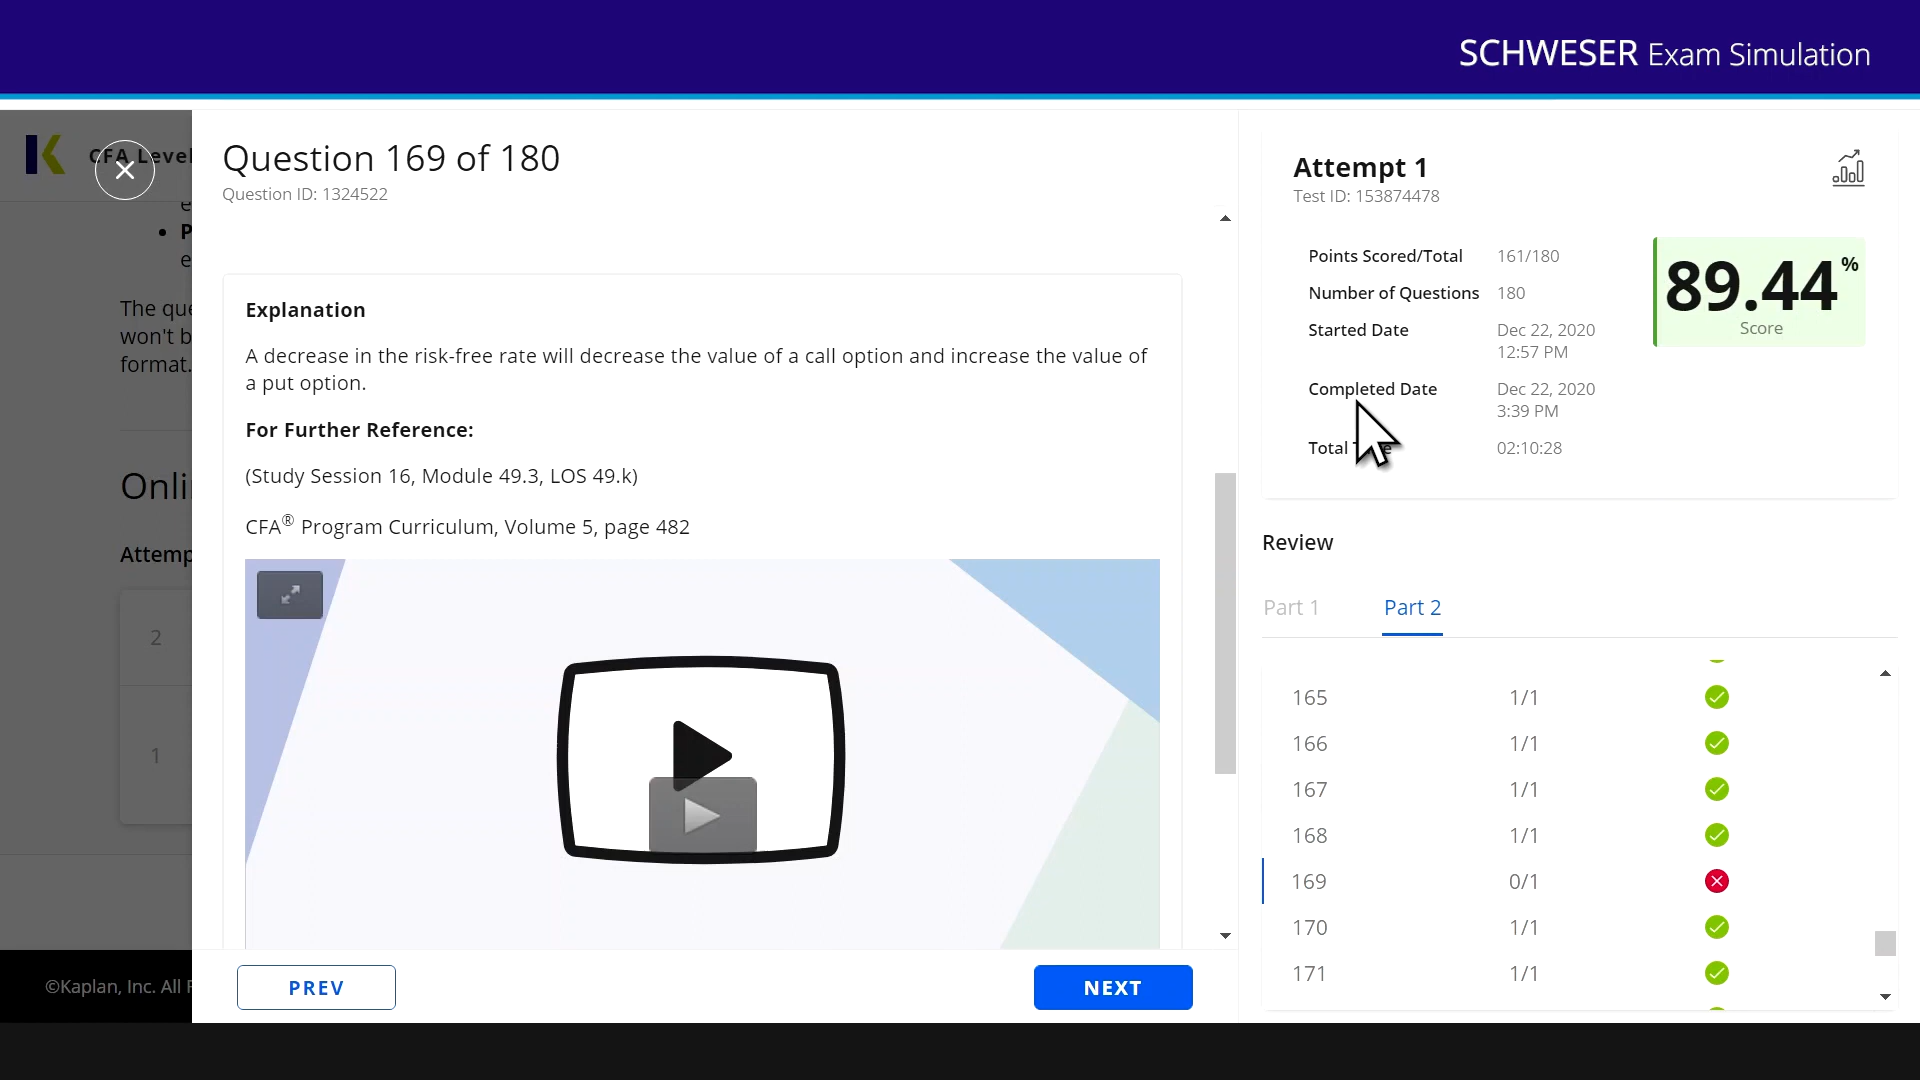 SCHWESER Exam Simulation
CFA Level
e
P
e
The que
won't b
format.
Onli
Attemp
2
1
©Kaplan, Inc. All R
Question 169 of 180
Question ID: 1324522
Explanation
A decrease in the risk-free rate will decrease the value of a call option and increase the value of
a put option.
For Further Reference:
(Study Session 16, Module 49.3, LOS 49.k)
CFA® Program Curriculum, Volume 5, page 482
PREV
NEXT
Attempt 1
Test ID: 153874478
Points Scored/Total 161/180
Number of Questions 180
Started Date Dec 22, 2020
12:57 PM
Completed Date Dec 22, 2020
3:39 PM
Total 02:10:28
89.44%
Score
Review
Part 1 Part 2
165 1/1
166 1/1
167 1/1
168 1/1
169 0/1
170 1/1
171 1/1